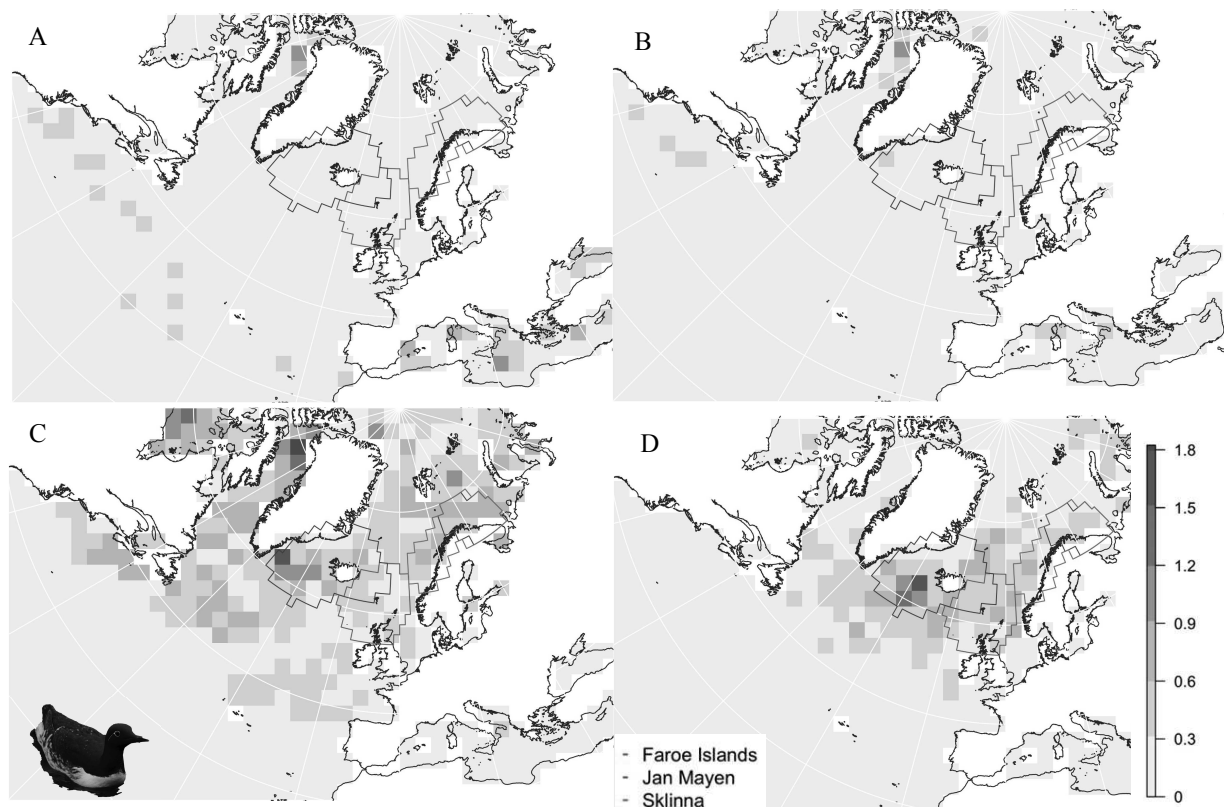 A
B
C
D
1.8
1.5
1.2
0.9
0.6
0.3
0
- Faroe Islands
- Jan Mayen
- Sklinna